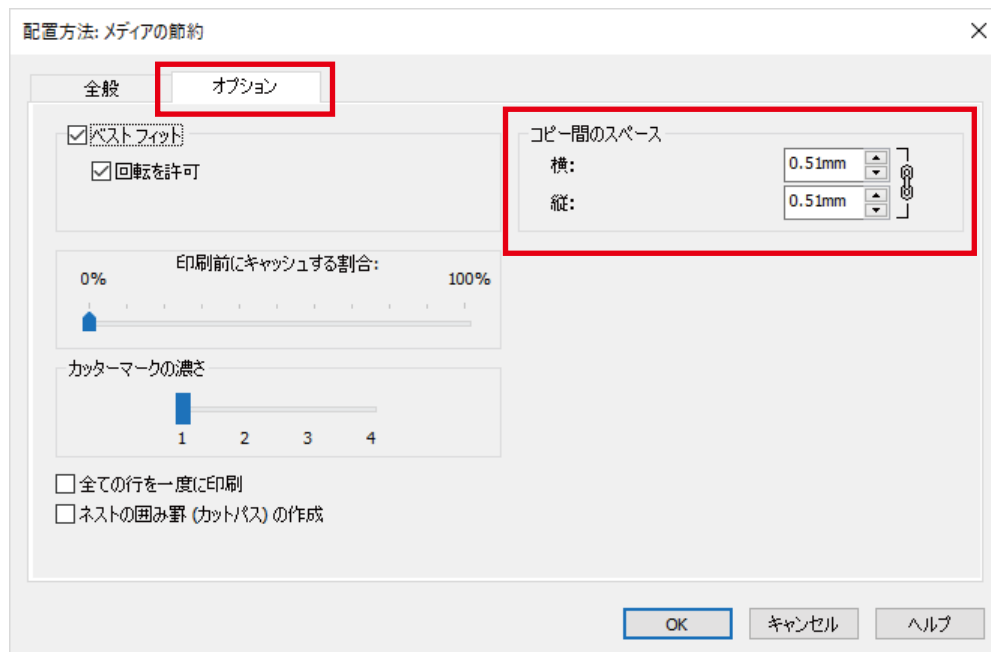 配置方法: メディアの節約
全般
オプション
ベスト フィット
回転を許可
コピー間のスペース
横:
0.51mm
縦:
0.51mm
印刷前にキャッシュする割合:
0%
100%
カッターマークの濃さ
1 2 3 4
全ての行を一度に印刷
ネストの囲み罫 (カットパス) の作成
OK
キャンセル
ヘルプ